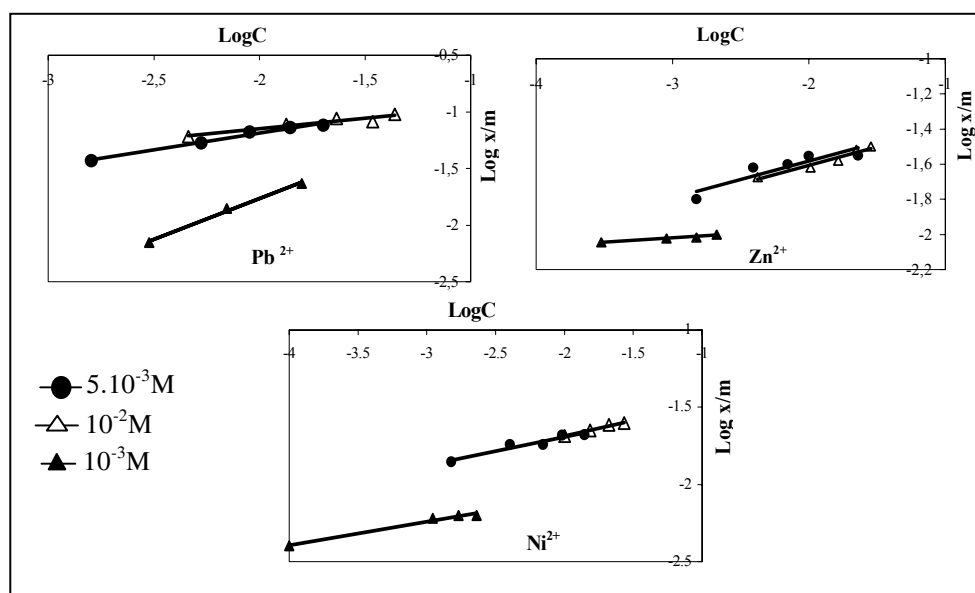 LogC
-3 -2,5 -2 -1,5 -1
-0,5
-1
-1,5
-2
-2,5
Log x/m
Pb ²⁺
LogC
-4 -3 -2 -1
-1
-1,2
-1,4
-1,6
-1,8
-2
-2,2
Log x/m
Zn²⁺
LogC
-4 -3.5 -3 -2.5 -2 -1.5 -1
1
-1.5
-2
-2.5
Log x/m
Ni²⁺
5.10⁻³M
10⁻²M
10⁻³M